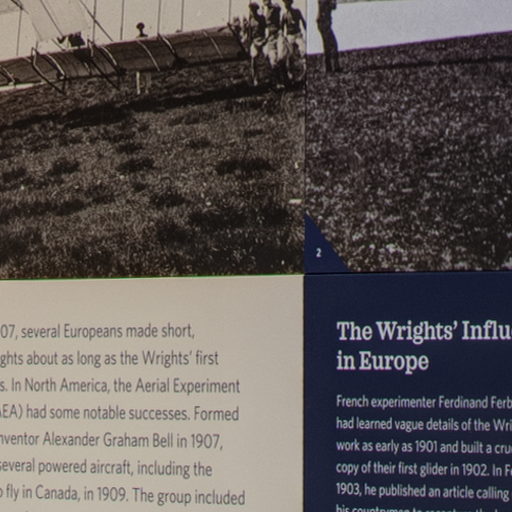 2
07, several Europeans made short,
ghts about as long as the Wrights' first
s. In North America, the Aerial Experiment
AEA) had some notable successes. Formed
nventor Alexander Graham Bell in 1907,
several powered aircraft, including the
o fly in Canada, in 1909. The group included
The Wrights' Influ
in Europe
French experimenter Ferdinand Ferb
had learned vague details of the Wri
work as early as 1901 and built a cru
copy of their first glider in 1902. In F
1903, he published an article calling
his countrymen to